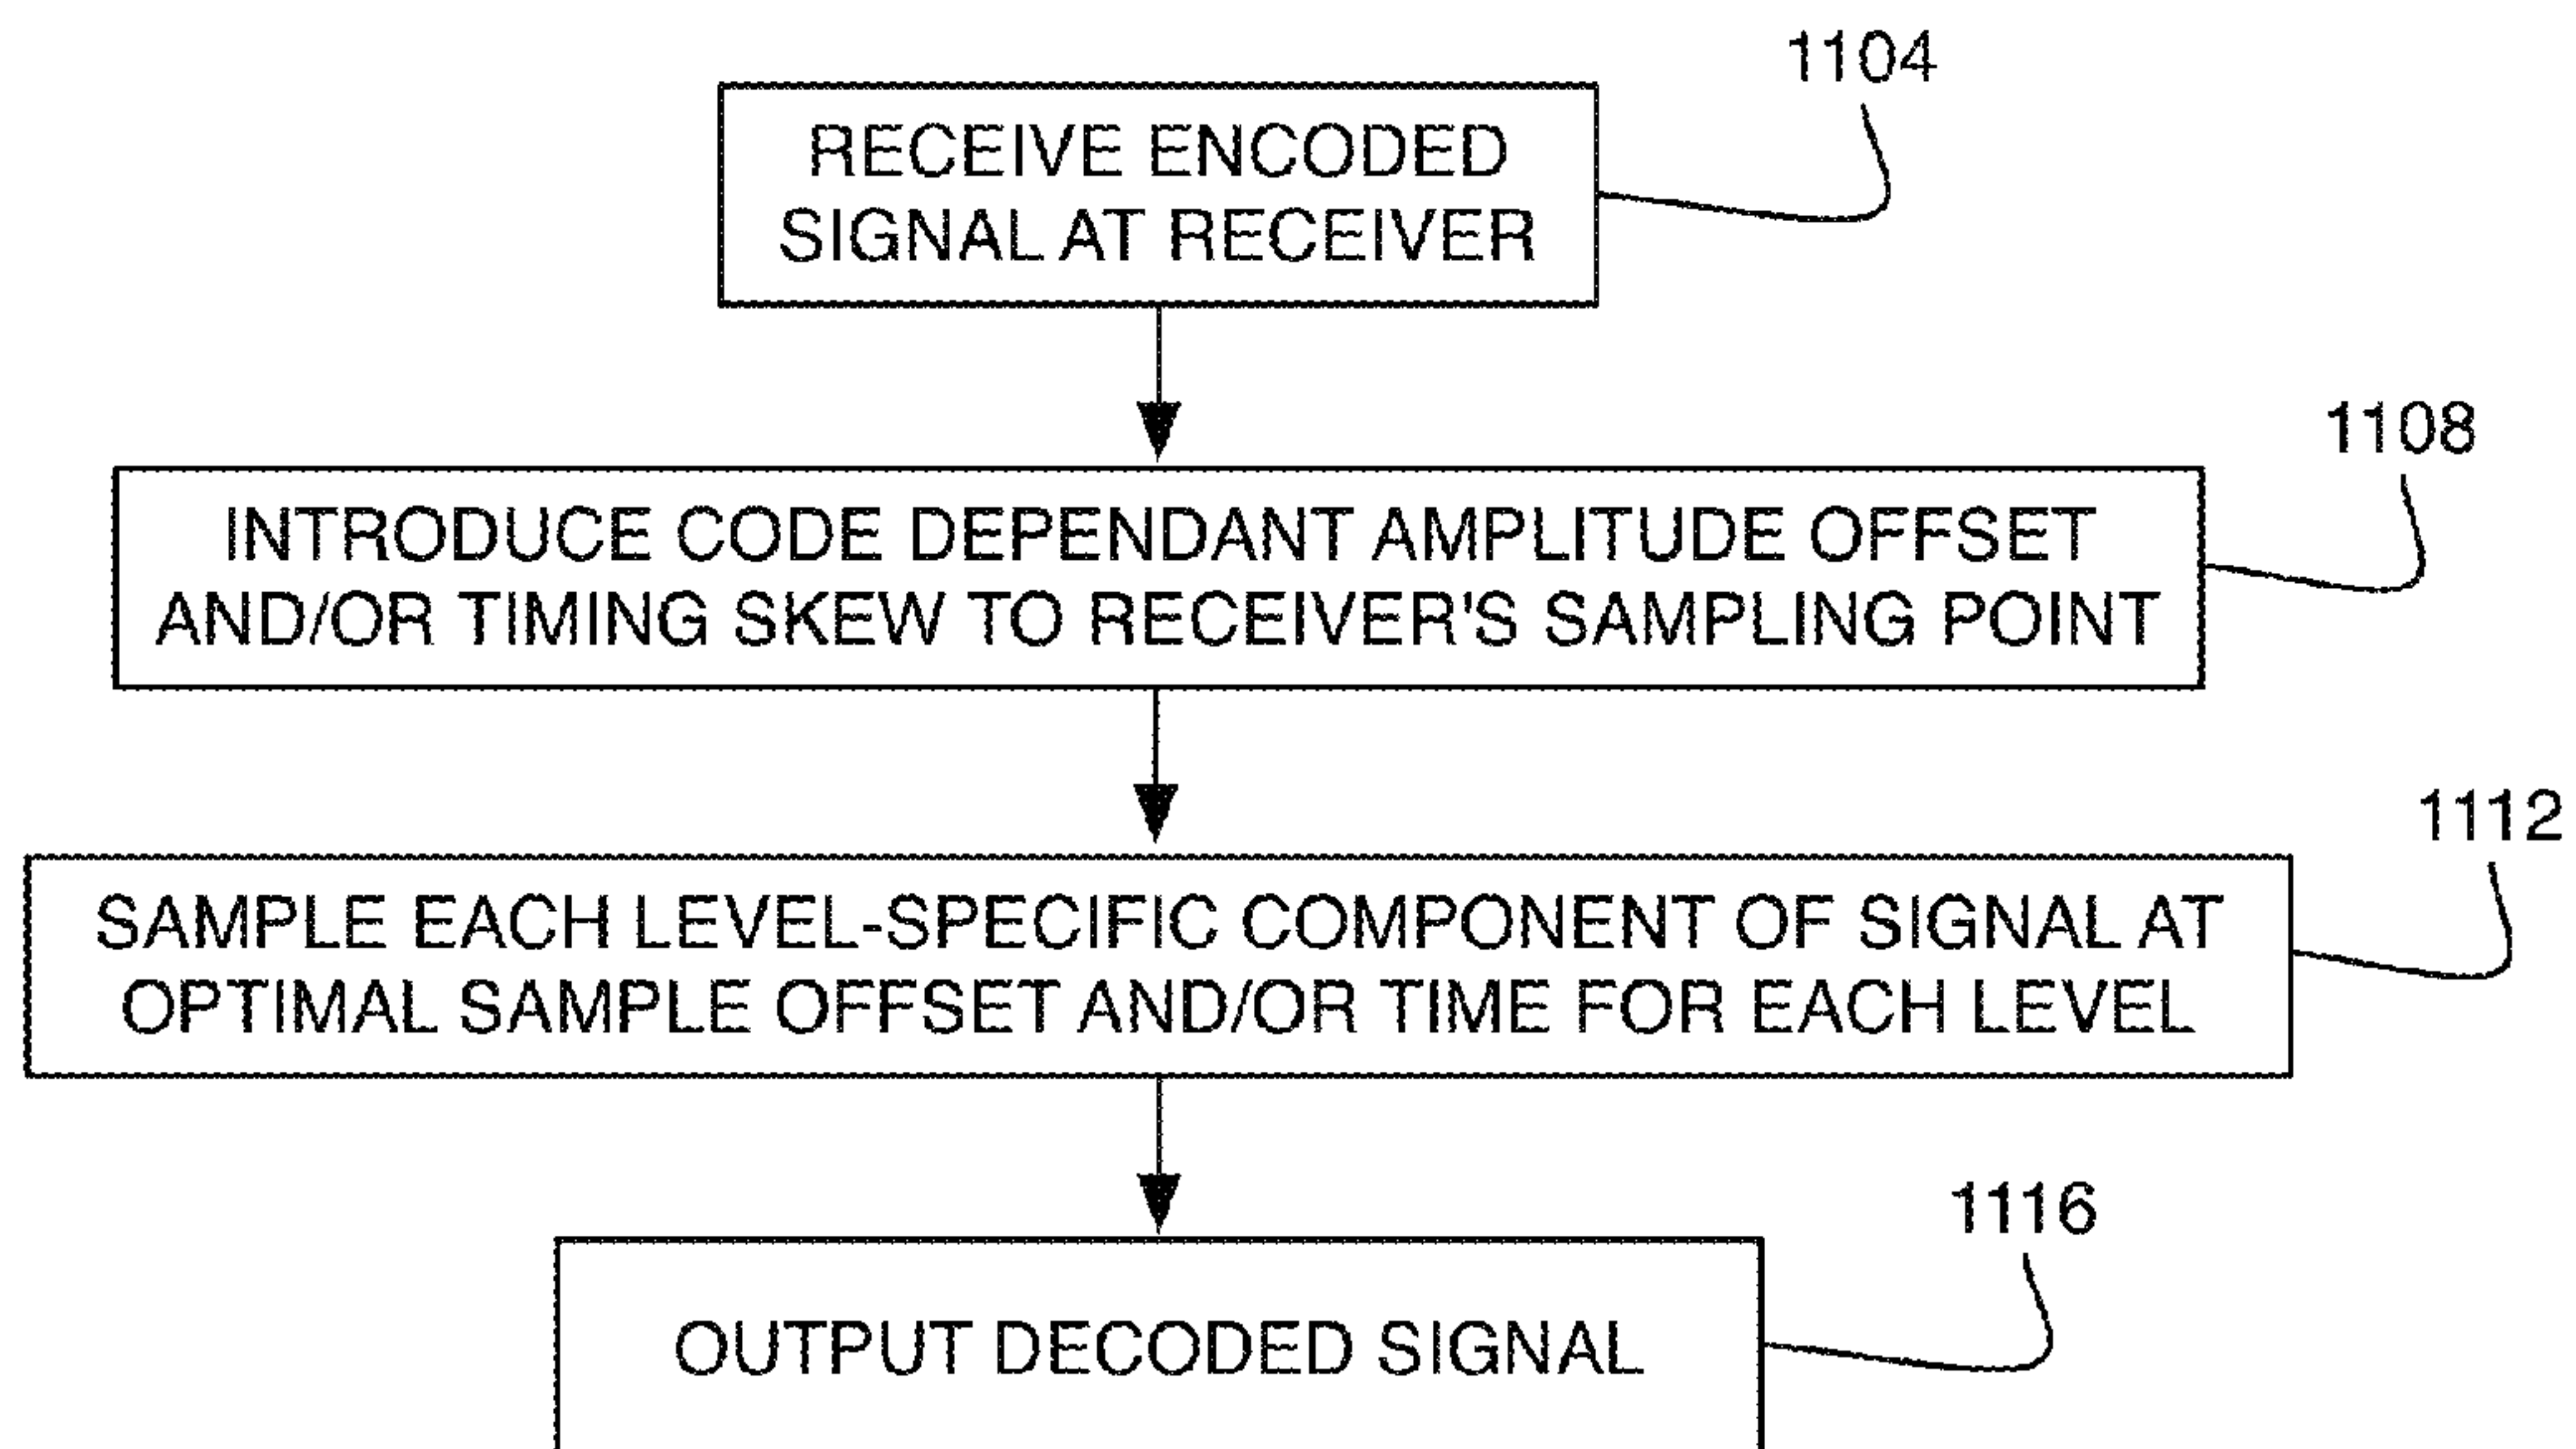 1104
RECEIVE ENCODED
SIGNAL AT RECEIVER
1108
INTRODUCE CODE DEPENDANT AMPLITUDE OFFSET
AND/OR TIMING SKEW TO RECEIVER'S SAMPLING POINT
1112
SAMPLE EACH LEVEL-SPECIFIC COMPONENT OF SIGNAL AT
OPTIMAL SAMPLE OFFSET AND/OR TIME FOR EACH LEVEL
1116
OUTPUT DECODED SIGNAL